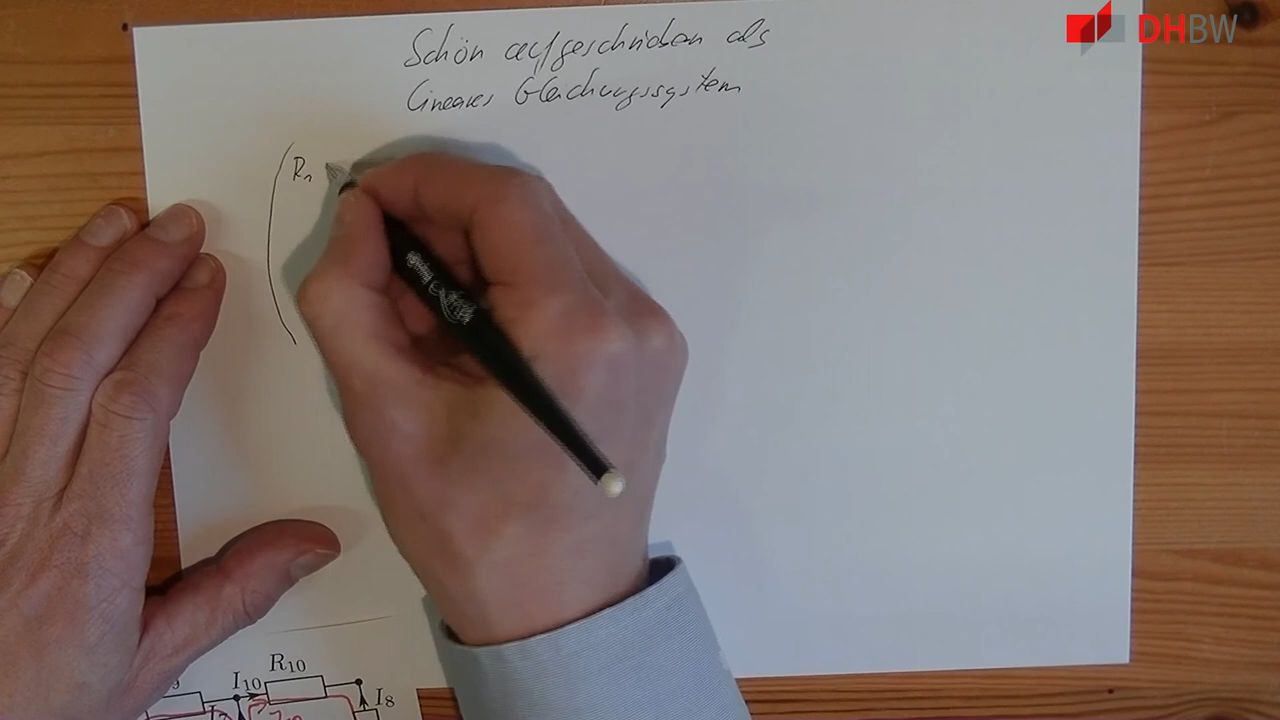 DHBW
Schön aufgeschrieben als
lineares Gleichungssystem
R₁
R₁₀
I₁₀
I₈